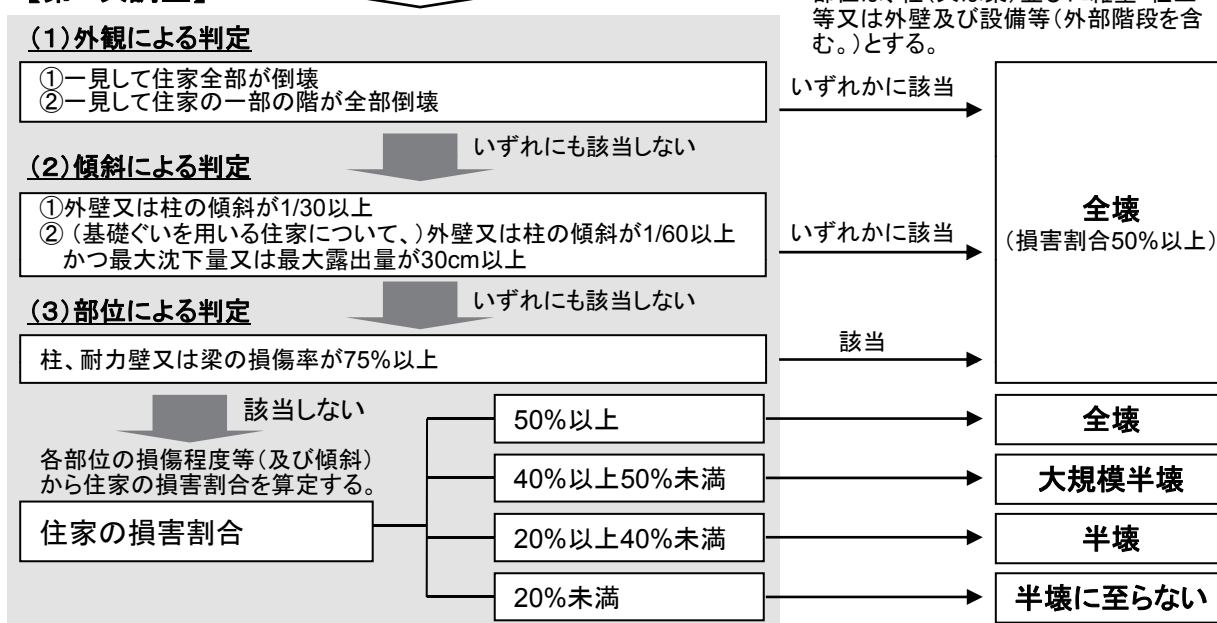 等又は外壁及び設備等(外部階段を含
む。)とする。
(1)外観による判定
①一見して住家全部が倒壊
②一見して住家の一部の階が全部倒壊
いずれかに該当
いずれにも該当しない
(2)傾斜による判定
①外壁又は柱の傾斜が1/30以上
② (基礎ぐいを用いる住家について、)外壁又は柱の傾斜が1/60以上
かつ最大沈下量又は最大露出量が30cm以上
いずれかに該当
全壊
(損害割合50%以上)
いずれにも該当しない
(3)部位による判定
柱、耐力壁又は梁の損傷率が75%以上
該当
該当しない
各部位の損傷程度等(及び傾斜)
から住家の損害割合を算定する。
住家の損害割合
50%以上
全壊
40%以上50%未満
大規模半壊
20%以上40%未満
半壊
20%未満
半壊に至らない